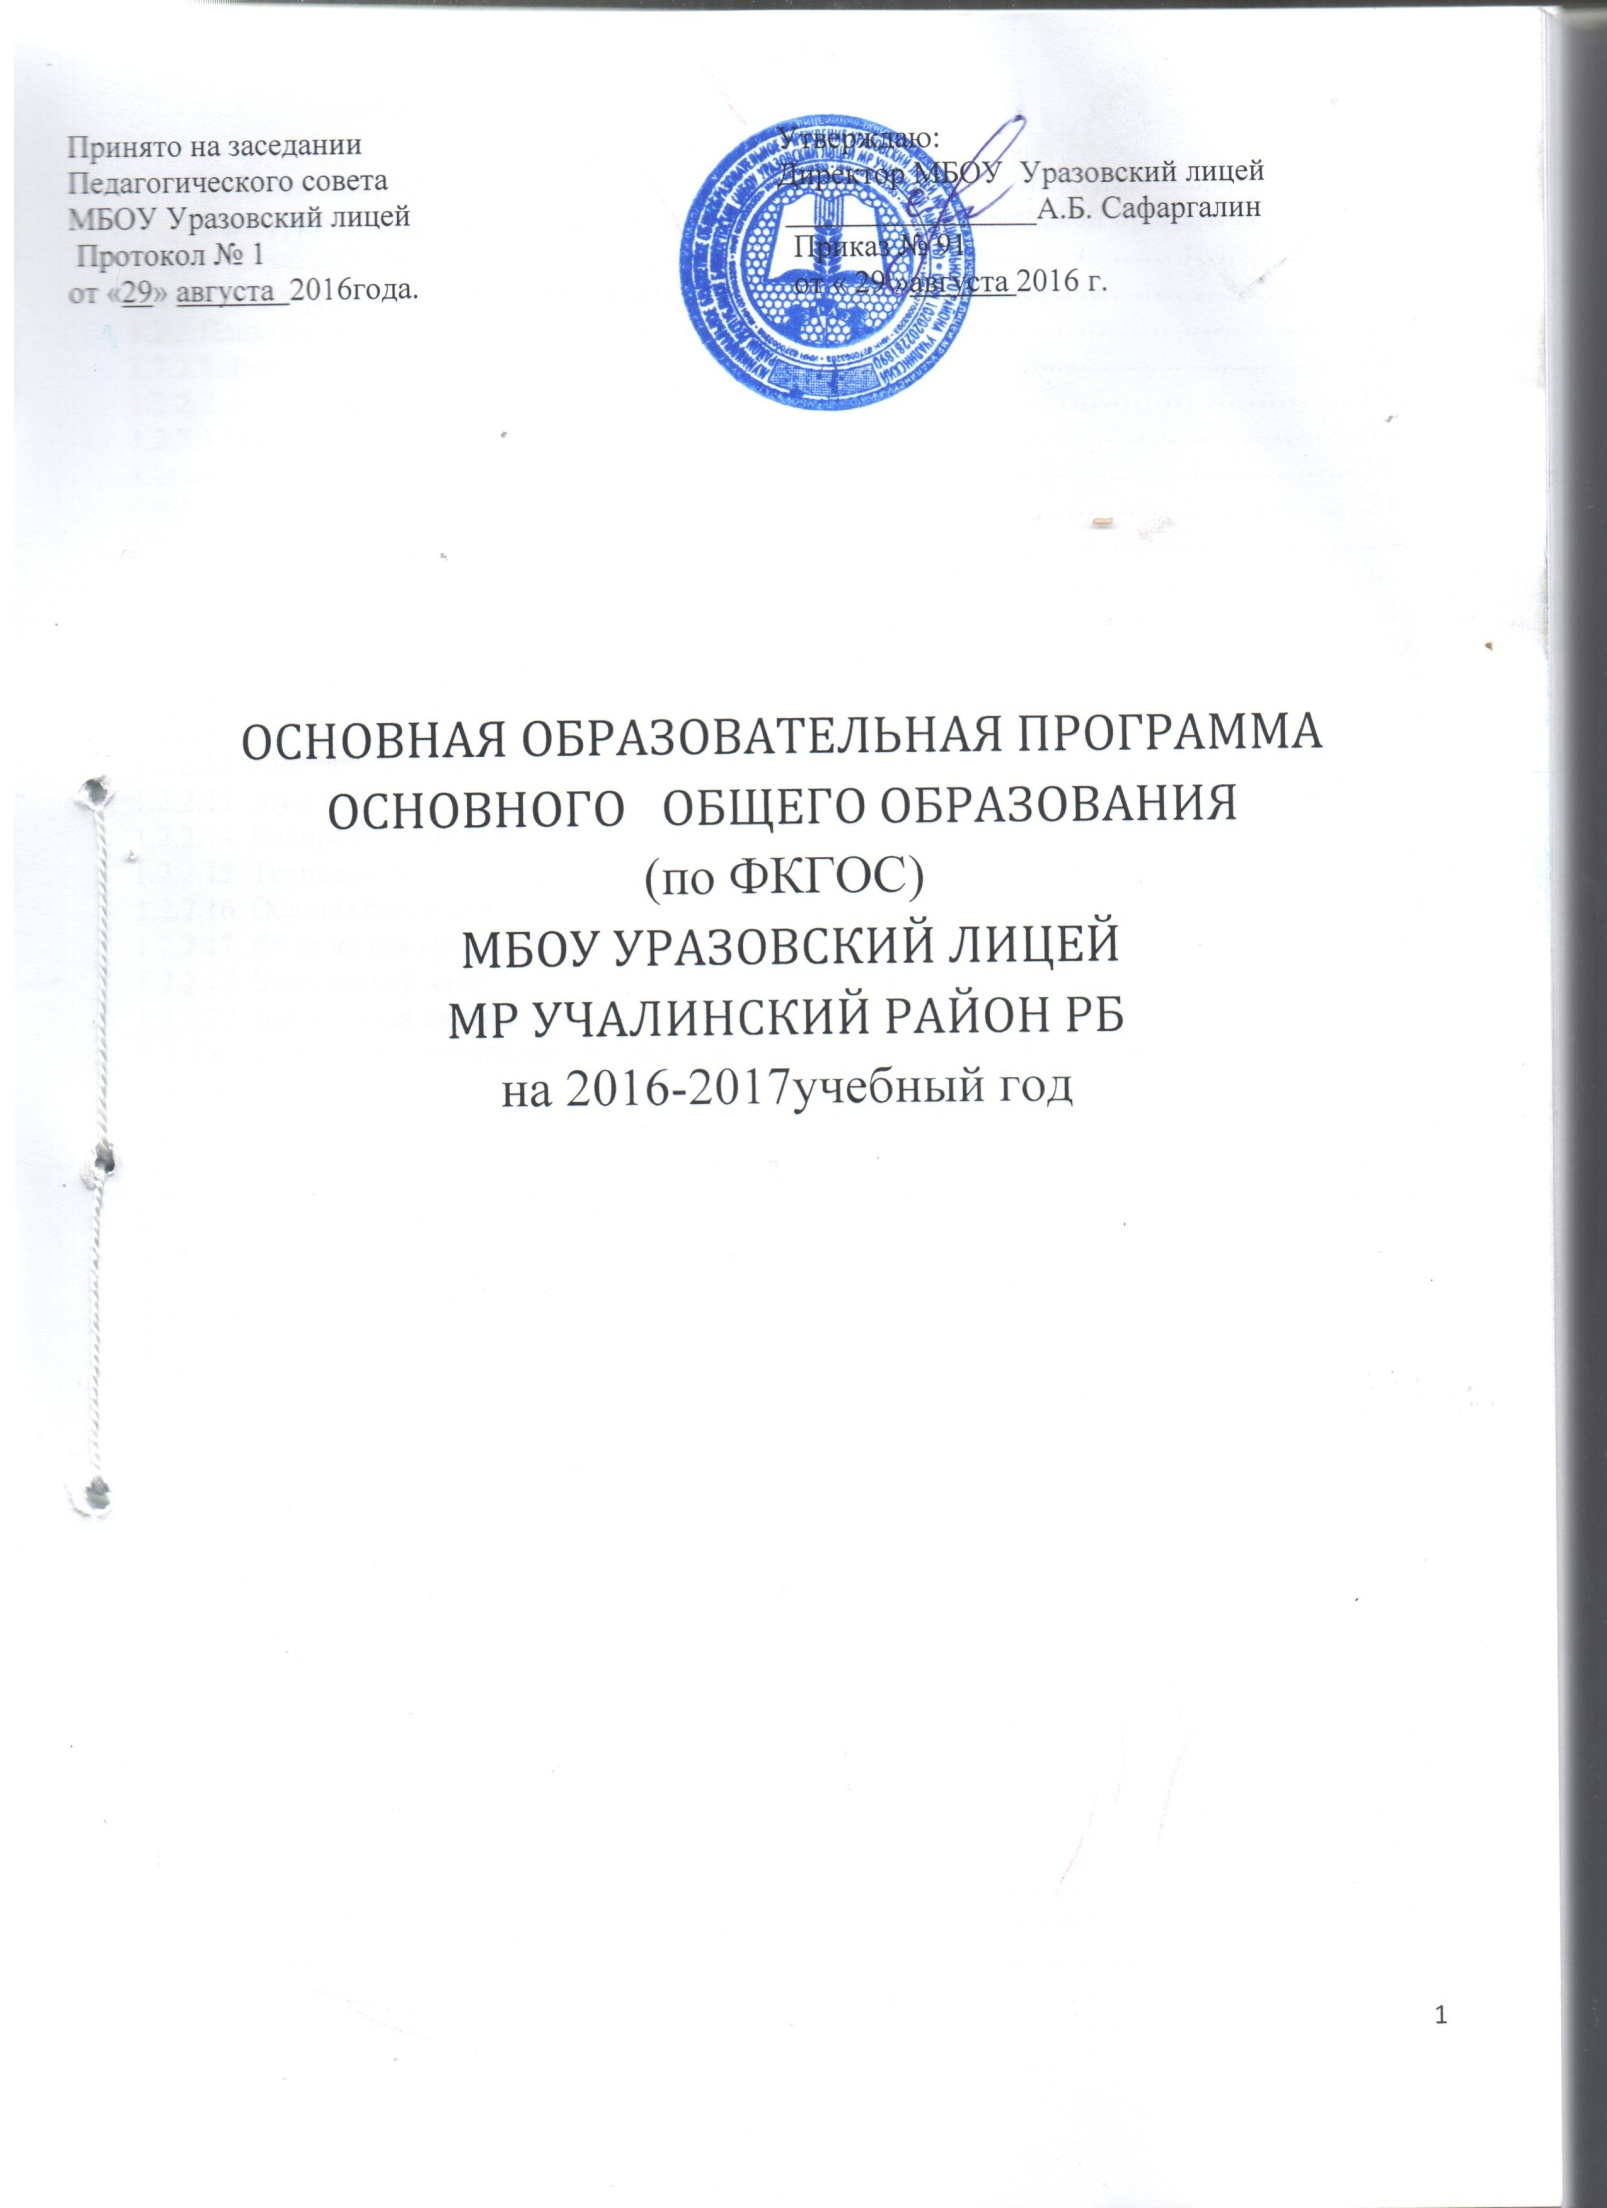 Принято на заседании
Педагогического совета
МБОУ Уразовский лицей
Протокол № 1
от «29» августа 2016года.
Утверждаю:
Директор МБОУ Уразовский лицей
А.Б. Сафаргалин
Приказ № 91
от « 29 »августа 2016 г.
ОСНОВНАЯ ОБРАЗОВАТЕЛЬНАЯ ПРОГРАММА
ОСНОВНОГО ОБЩЕГО ОБРАЗОВАНИЯ
(по ФКГОС)
МБОУ УРАЗОВСКИЙ ЛИЦЕЙ
МР УЧАЛИНСКИЙ РАЙОН РБ
на 2016-2017учебный год
1